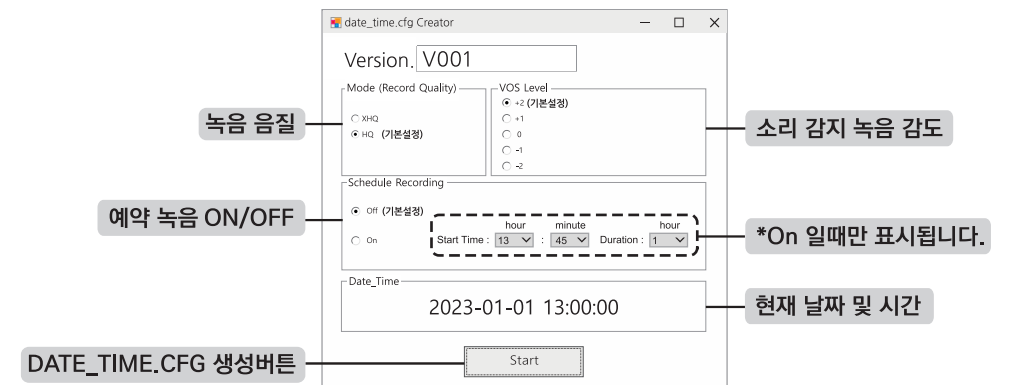 date_time.cfg Creator
Version. V001
Mode (Record Quality)
XHQ
HQ (기본설정)
VOS Level
+2 (기본설정)
+1
0
-1
-2
녹음 음질
소리 감지 녹음 감도
Schedule Recording
Off (기본설정)
On
hour minute hour
Start Time : 13 : 45 Duration : 1
예약 녹음 ON/OFF
*On 일때만 표시됩니다.
Date_Time
2023-01-01 13:00:00
현재 날짜 및 시간
DATE_TIME.CFG 생성버튼
Start